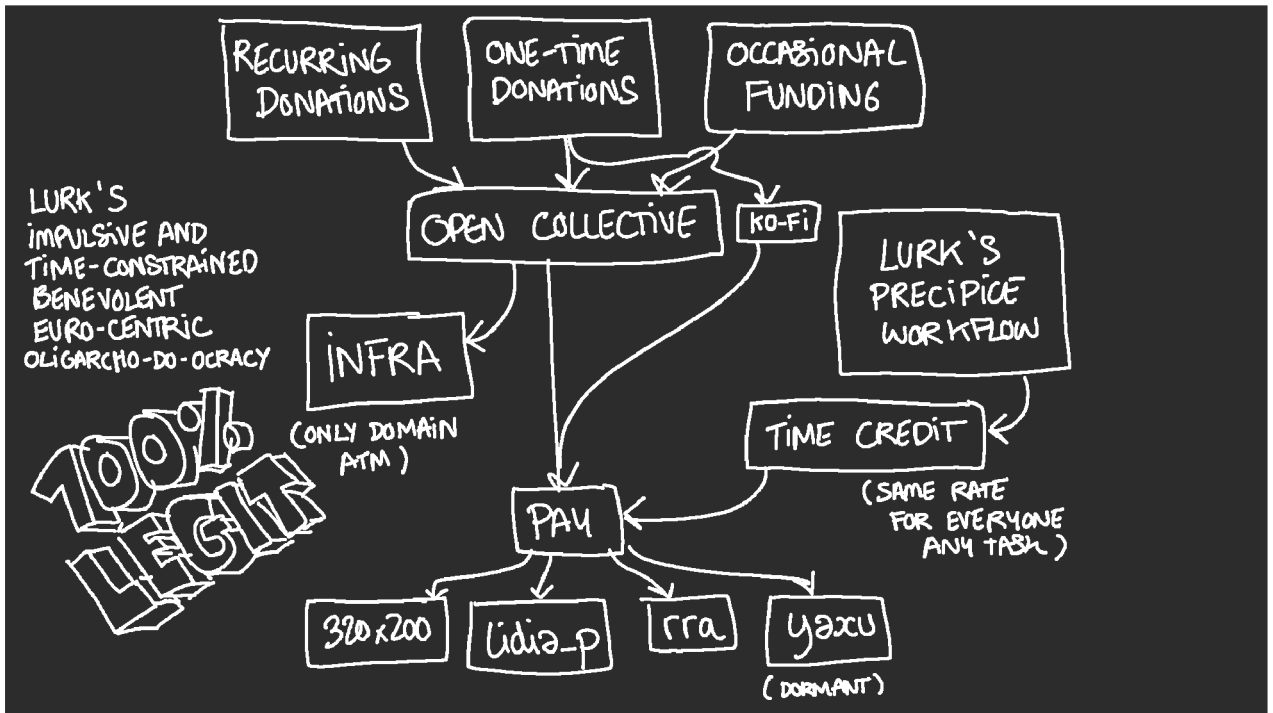 RECURRING
DONATIONS
ONE-TIME
DONATIONS
OCCASIONAL
FUNDING
OPEN COLLECTIVE
KO-Fi
LURK'S
IMPULSIVE AND
TIME-CONSTRAINED
BENEVOLENT
EURO-CENTRIC
OLIGARCHO-DO-OCRACY
LURK'S
PRECIPICE
WORKFLOW
INFRA
(ONLY DOMAIN
ATM)
TIME CREDIT
(SAME RATE
FOR EVERYONE
ANY TASK)
100%
LEGIT
PAY
320x200
lidia_p
rra
yaxu
(DORMANT)